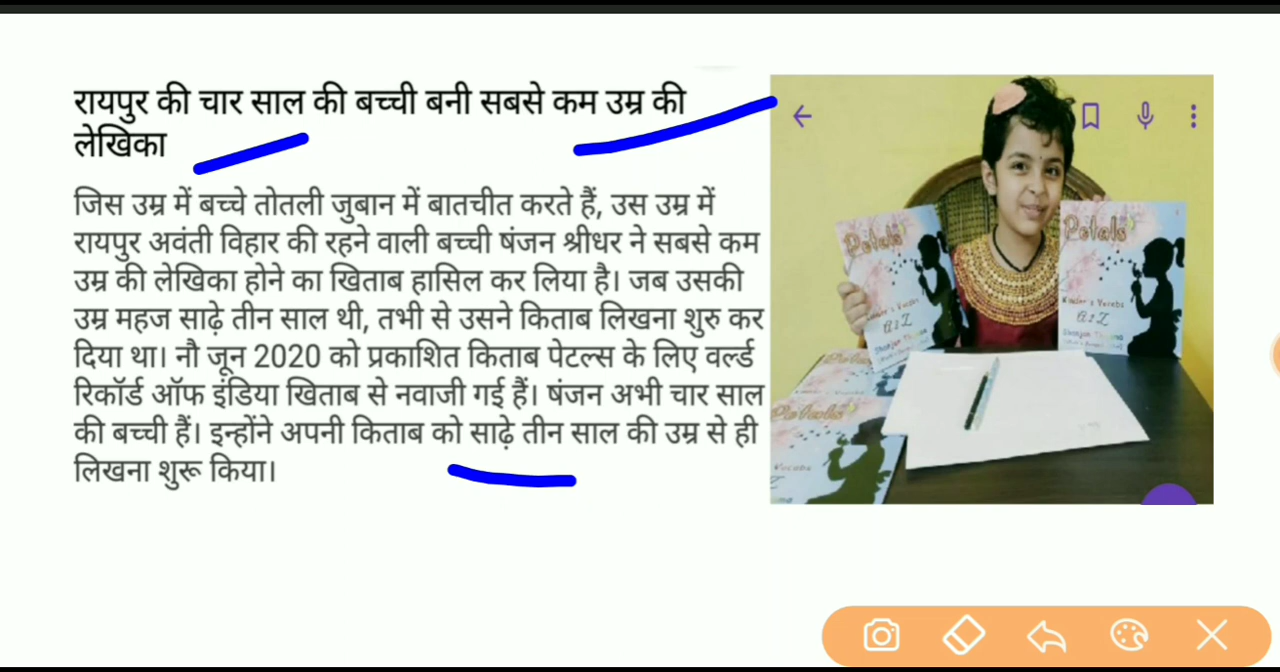 रायपुर की चार साल की बच्ची बनी सबसे कम उम्र की
लेखिका
जिस उम्र में बच्चे तोतली जुबान में बातचीत करते हैं, उस उम्र में
रायपुर अवंती विहार की रहने वाली बच्ची षंजन श्रीधर ने सबसे कम
उम्र की लेखिका होने का खिताब हासिल कर लिया है। जब उसकी
उम्र महज साढ़े तीन साल थी, तभी से उसने किताब लिखना शुरु कर
दिया था। नौ जून 2020 को प्रकाशित किताब पेटल्स के लिए वर्ल्ड
रिकॉर्ड ऑफ इंडिया खिताब से नवाजी गई हैं। षंजन अभी चार साल
की बच्ची हैं। इन्होंने अपनी किताब को साढ़े तीन साल की उम्र से ही
लिखना शुरू किया।
Petals
Petals
Petals